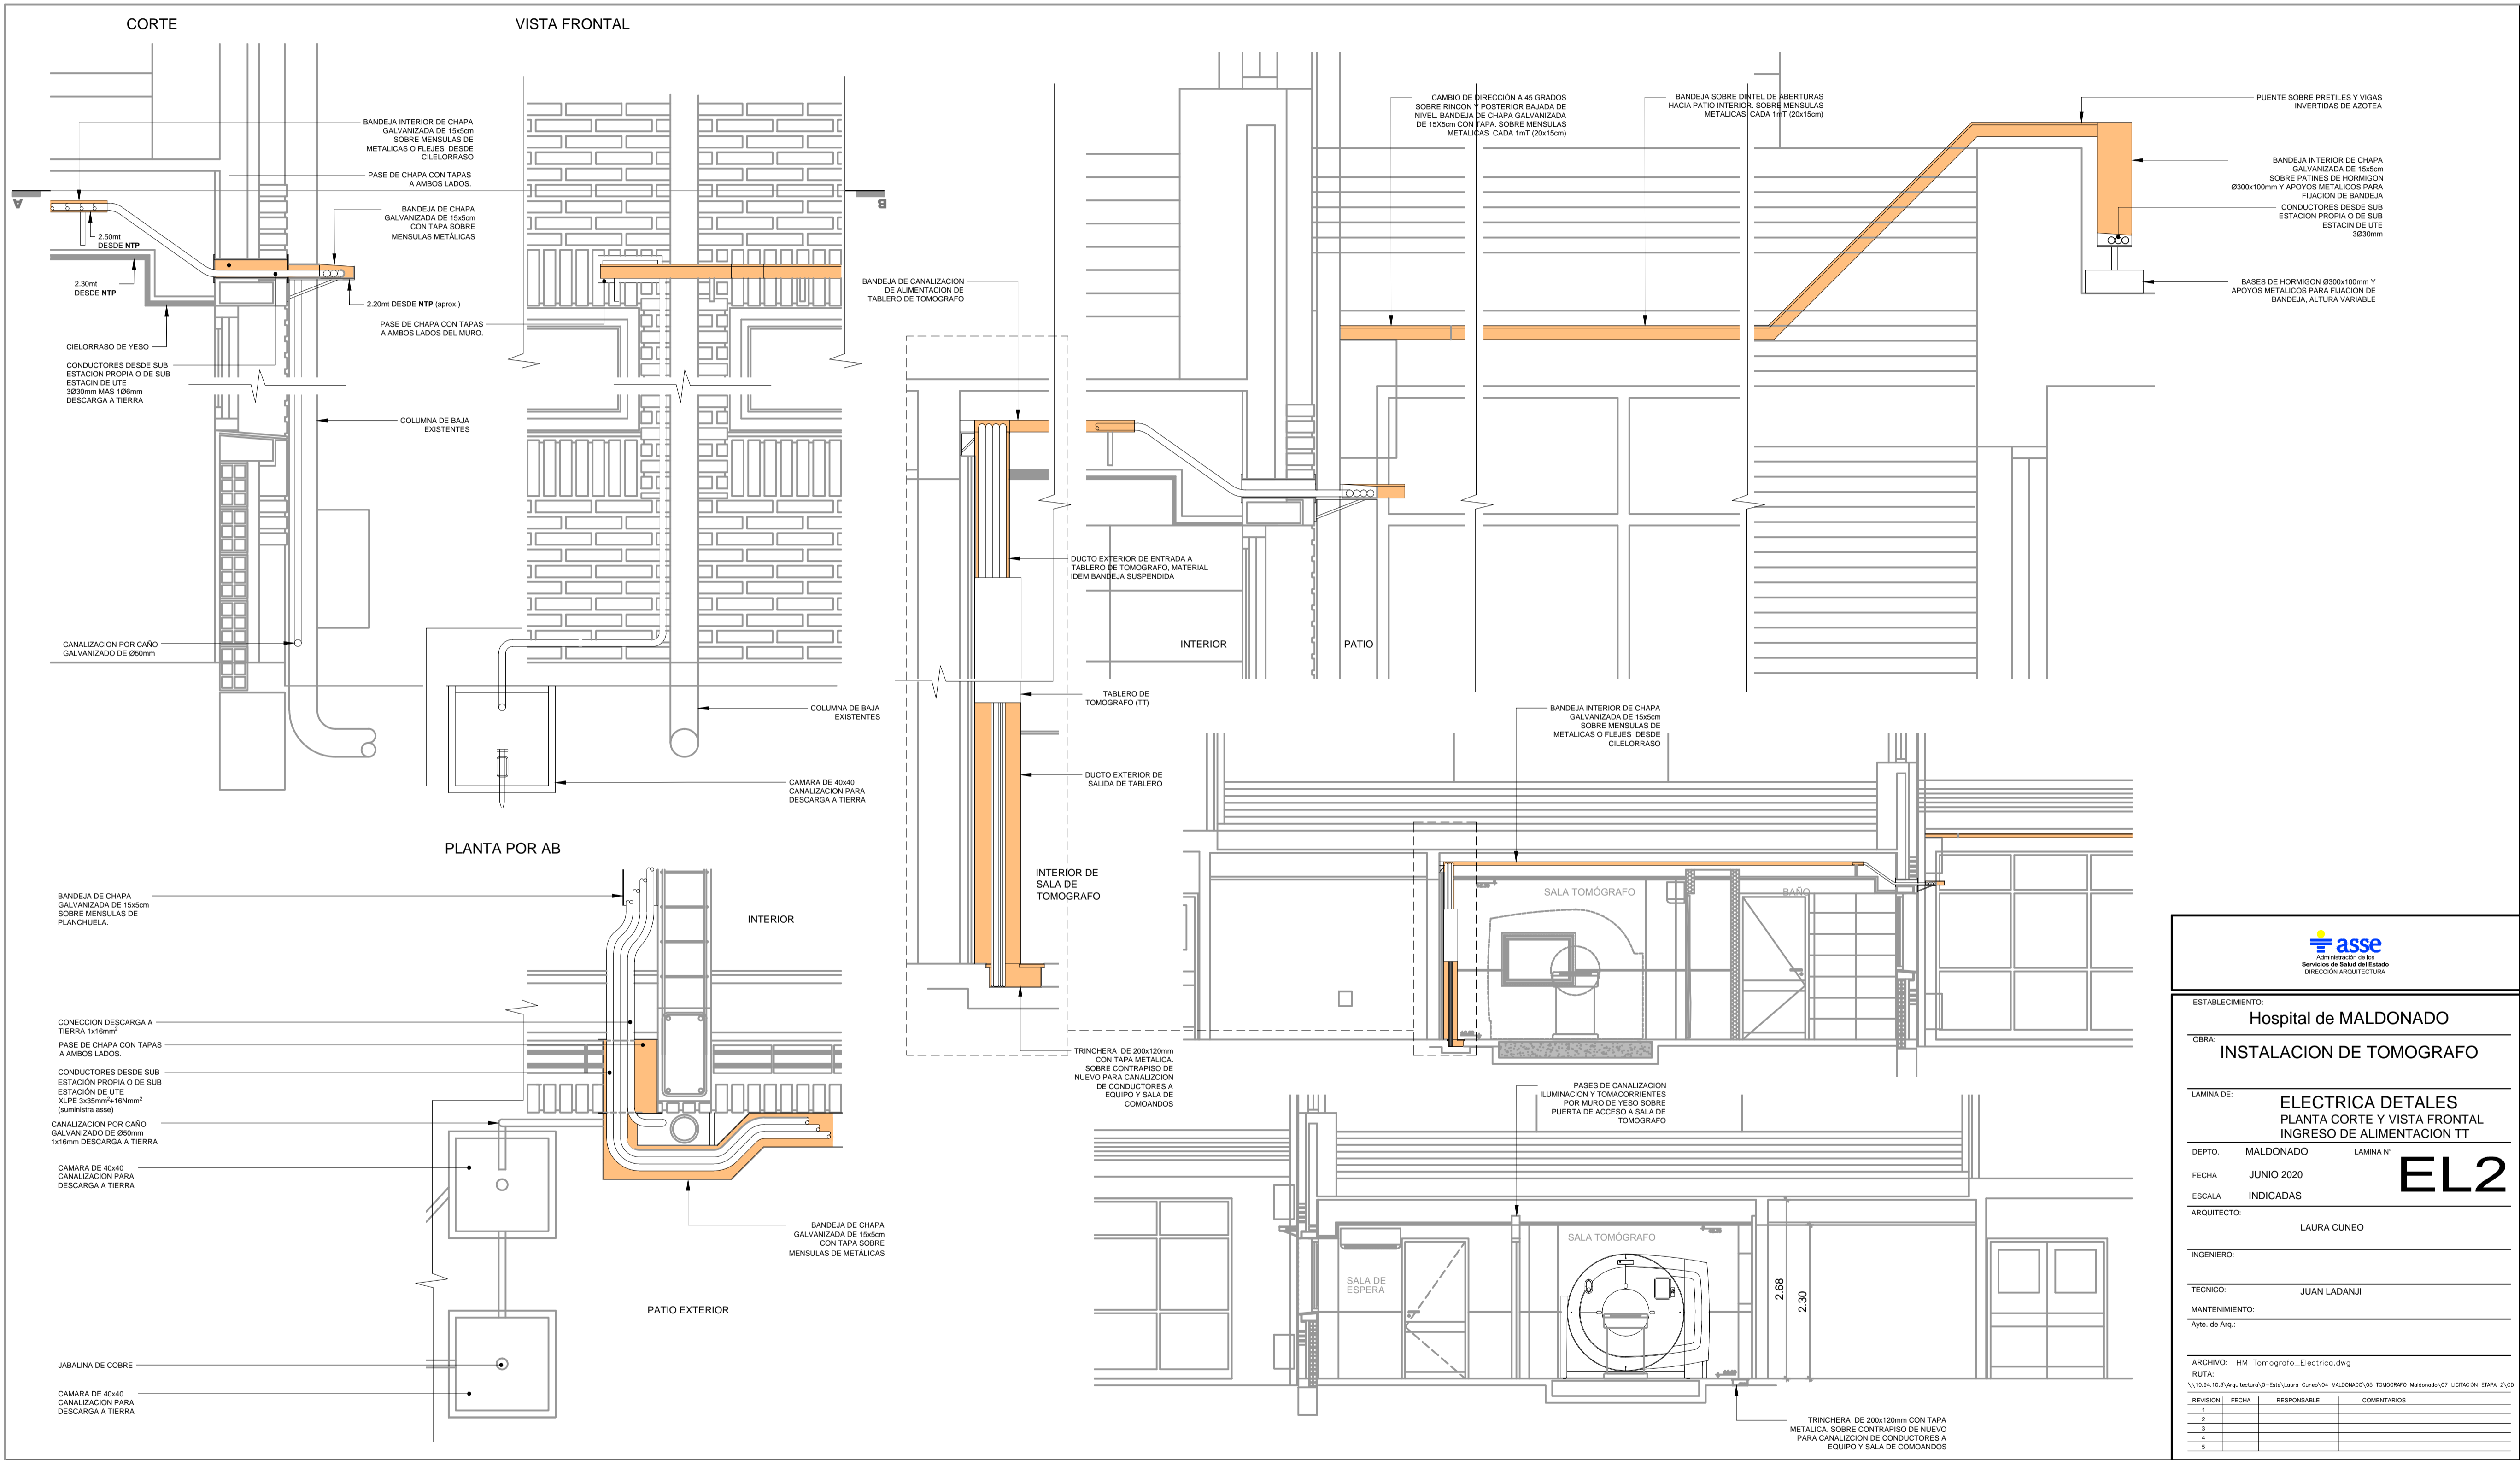 CORTE
VISTA FRONTAL
BANDEJA INTERIOR DE CHAPA
GALVANIZADA DE 15x5cm
SOBRE MENSULAS DE
METALICAS O FLEJES DESDE
CILELORRASO
PASE DE CHAPA CON TAPAS
A AMBOS LADOS.
A
B
BANDEJA DE CHAPA
GALVANIZADA DE 15x5cm
CON TAPA SOBRE
MENSULAS METÁLICAS
2.50mt
DESDE NTP
2.30mt
DESDE NTP
2.20mt DESDE NTP (aprox.)
PASE DE CHAPA CON TAPAS
A AMBOS LADOS DEL MURO.
CIELORRASO DE YESO
CONDUCTORES DESDE SUB
ESTACION PROPIA O DE SUB
ESTACIN DE UTE
3Ø30mm MAS 1Ø6mm
DESCARGA A TIERRA
COLUMNA DE BAJA
EXISTENTES
CANALIZACION POR CAÑO
GALVANIZADO DE Ø50mm
COLUMNA DE BAJA
EXISTENTES
CAMARA DE 40x40
CANALIZACION PARA
DESCARGA A TIERRA
BANDEJA DE CANALIZACION
DE ALIMENTACION DE
TABLERO DE TOMOGRAFO
CAMBIO DE DIRECCIÓN A 45 GRADOS
SOBRE RINCON Y POSTERIOR BAJADA DE
NIVEL. BANDEJA DE CHAPA GALVANIZADA
DE 15X5cm CON TAPA. SOBRE MENSULAS
METALICAS CADA 1mT (20x15cm)
BANDEJA SOBRE DINTEL DE ABERTURAS
HACIA PATIO INTERIOR. SOBRE MENSULAS
METALICAS CADA 1mT (20x15cm)
PUENTE SOBRE PRETILES Y VIGAS
INVERTIDAS DE AZOTEA
BANDEJA INTERIOR DE CHAPA
GALVANIZADA DE 15x5cm
SOBRE PATINES DE HORMIGON
Ø300x100mm Y APOYOS METALICOS PARA
FIJACION DE BANDEJA
CONDUCTORES DESDE SUB
ESTACION PROPIA O DE SUB
ESTACIN DE UTE
3Ø30mm
BASES DE HORMIGON Ø300x100mm Y
APOYOS METALICOS PARA FIJACION DE
BANDEJA, ALTURA VARIABLE
DUCTO EXTERIOR DE ENTRADA A
TABLERO DE TOMOGRAFO, MATERIAL
IDEM BANDEJA SUSPENDIDA
INTERIOR
PATIO
TABLERO DE
TOMOGRAFO (TT)
DUCTO EXTERIOR DE
SALIDA DE TABLERO
INTERIOR DE
SALA DE
TOMOGRAFO
TRINCHERA DE 200x120mm
CON TAPA METALICA.
SOBRE CONTRAPISO DE
NUEVO PARA CANALIZCION
DE CONDUCTORES A
EQUIPO Y SALA DE
COMOANDOS
BANDEJA INTERIOR DE CHAPA
GALVANIZADA DE 15x5cm
SOBRE MENSULAS DE
METALICAS O FLEJES DESDE
CILELORRASO
SALA TOMÓGRAFO
BAÑO
PLANTA POR AB
BANDEJA DE CHAPA
GALVANIZADA DE 15x5cm
SOBRE MENSULAS DE
PLANCHUELA.
INTERIOR
CONECCION DESCARGA A
TIERRA 1x16mm²
PASE DE CHAPA CON TAPAS
A AMBOS LADOS.
CONDUCTORES DESDE SUB
ESTACIÓN PROPIA O DE SUB
ESTACIÓN DE UTE
XLPE 3x35mm²+16Nmm²
(suministra asse)
CANALIZACION POR CAÑO
GALVANIZADO DE Ø50mm
1x16mm DESCARGA A TIERRA
CAMARA DE 40x40
CANALIZACION PARA
DESCARGA A TIERRA
BANDEJA DE CHAPA
GALVANIZADA DE 15x5cm
CON TAPA SOBRE
MENSULAS DE METÁLICAS
PATIO EXTERIOR
JABALINA DE COBRE
CAMARA DE 40x40
CANALIZACION PARA
DESCARGA A TIERRA
PASES DE CANALIZACION
ILUMINACION Y TOMACORRIENTES
POR MURO DE YESO SOBRE
PUERTA DE ACCESO A SALA DE
TOMOGRAFO
SALA TOMÓGRAFO
SALA DE
ESPERA
2.68
2.30
TRINCHERA DE 200x120mm CON TAPA
METALICA. SOBRE CONTRAPISO DE NUEVO
PARA CANALIZCION DE CONDUCTORES A
EQUIPO Y SALA DE COMOANDOS
asse
Administración de los
Servicios de Salud del Estado
DIRECCIÓN ARQUITECTURA
ESTABLECIMIENTO:
Hospital de MALDONADO
OBRA:
INSTALACION DE TOMOGRAFO
LAMINA DE:
ELECTRICA DETALES
PLANTA CORTE Y VISTA FRONTAL
INGRESO DE ALIMENTACION TT
DEPTO. MALDONADO LAMINA N°
EL2
FECHA JUNIO 2020
ESCALA INDICADAS
ARQUITECTO:
LAURA CUNEO
INGENIERO:
TECNICO: JUAN LADANJI
MANTENIMIENTO:
Ayte. de Arq.:
ARCHIVO: HM Tomografo_Electrica.dwg
RUTA:
\\10.94.10.3\Arquitectura\0-Este\Laura Cuneo\04 MALDONADO\05 TOMOGRAFO Maldonado\07 LICITACIÓN ETAPA 2\CD
REVISION FECHA RESPONSABLE COMENTARIOS
1
2
3
4
5